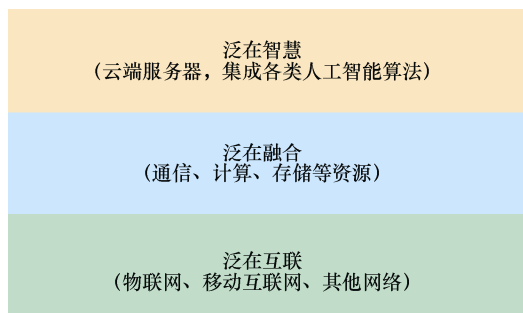 泛在智慧
（云端服务器，集成各类人工智能算法）
泛在融合
（通信、计算、存储等资源）
泛在互联
（物联网、移动互联网、其他网络）